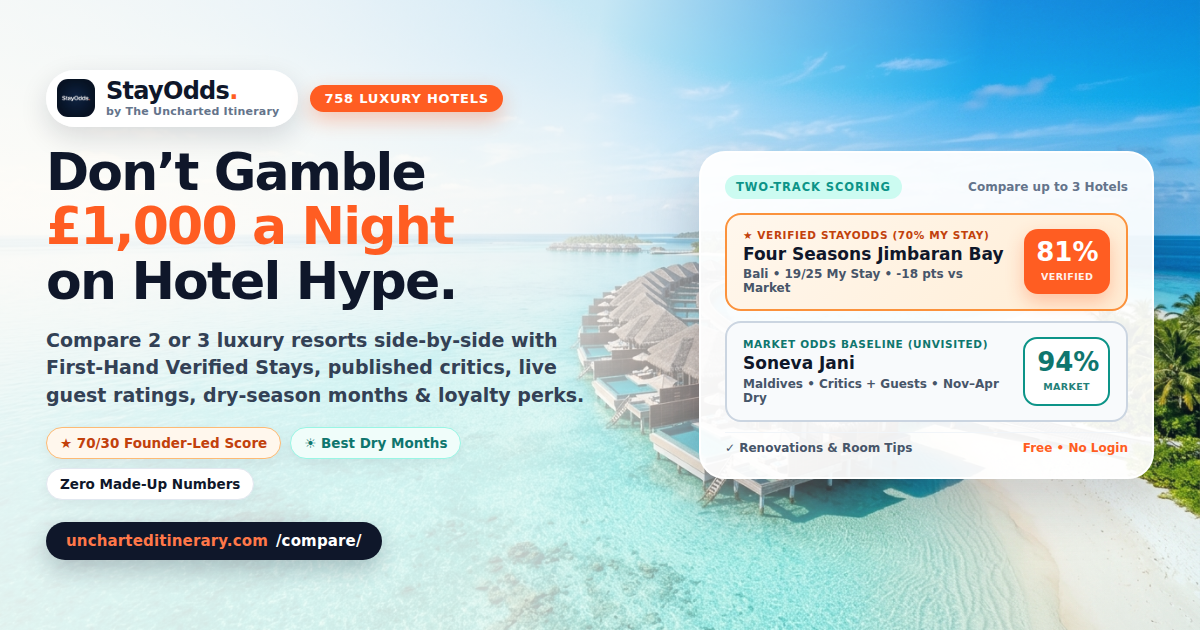 StayOdds.
StayOdds.
by The Uncharted Itinerary
758 LUXURY HOTELS
Don’t Gamble
£1,000 a Night
on Hotel Hype.
Compare 2 or 3 luxury resorts side-by-side with
First-Hand Verified Stays, published critics, live
guest ratings, dry-season months & loyalty perks.
★ 70/30 Founder-Led Score
☀ Best Dry Months
Zero Made-Up Numbers
uncharteditinerary.com /compare/
TWO-TRACK SCORING
Compare up to 3 Hotels
★ VERIFIED STAYODDS (70% MY STAY)
Four Seasons Jimbaran Bay
Bali • 19/25 My Stay • -18 pts vs
Market
81%
VERIFIED
MARKET ODDS BASELINE (UNVISITED)
Soneva Jani
Maldives • Critics + Guests • Nov–Apr
Dry
94%
MARKET
✓ Renovations & Room Tips
Free • No Login